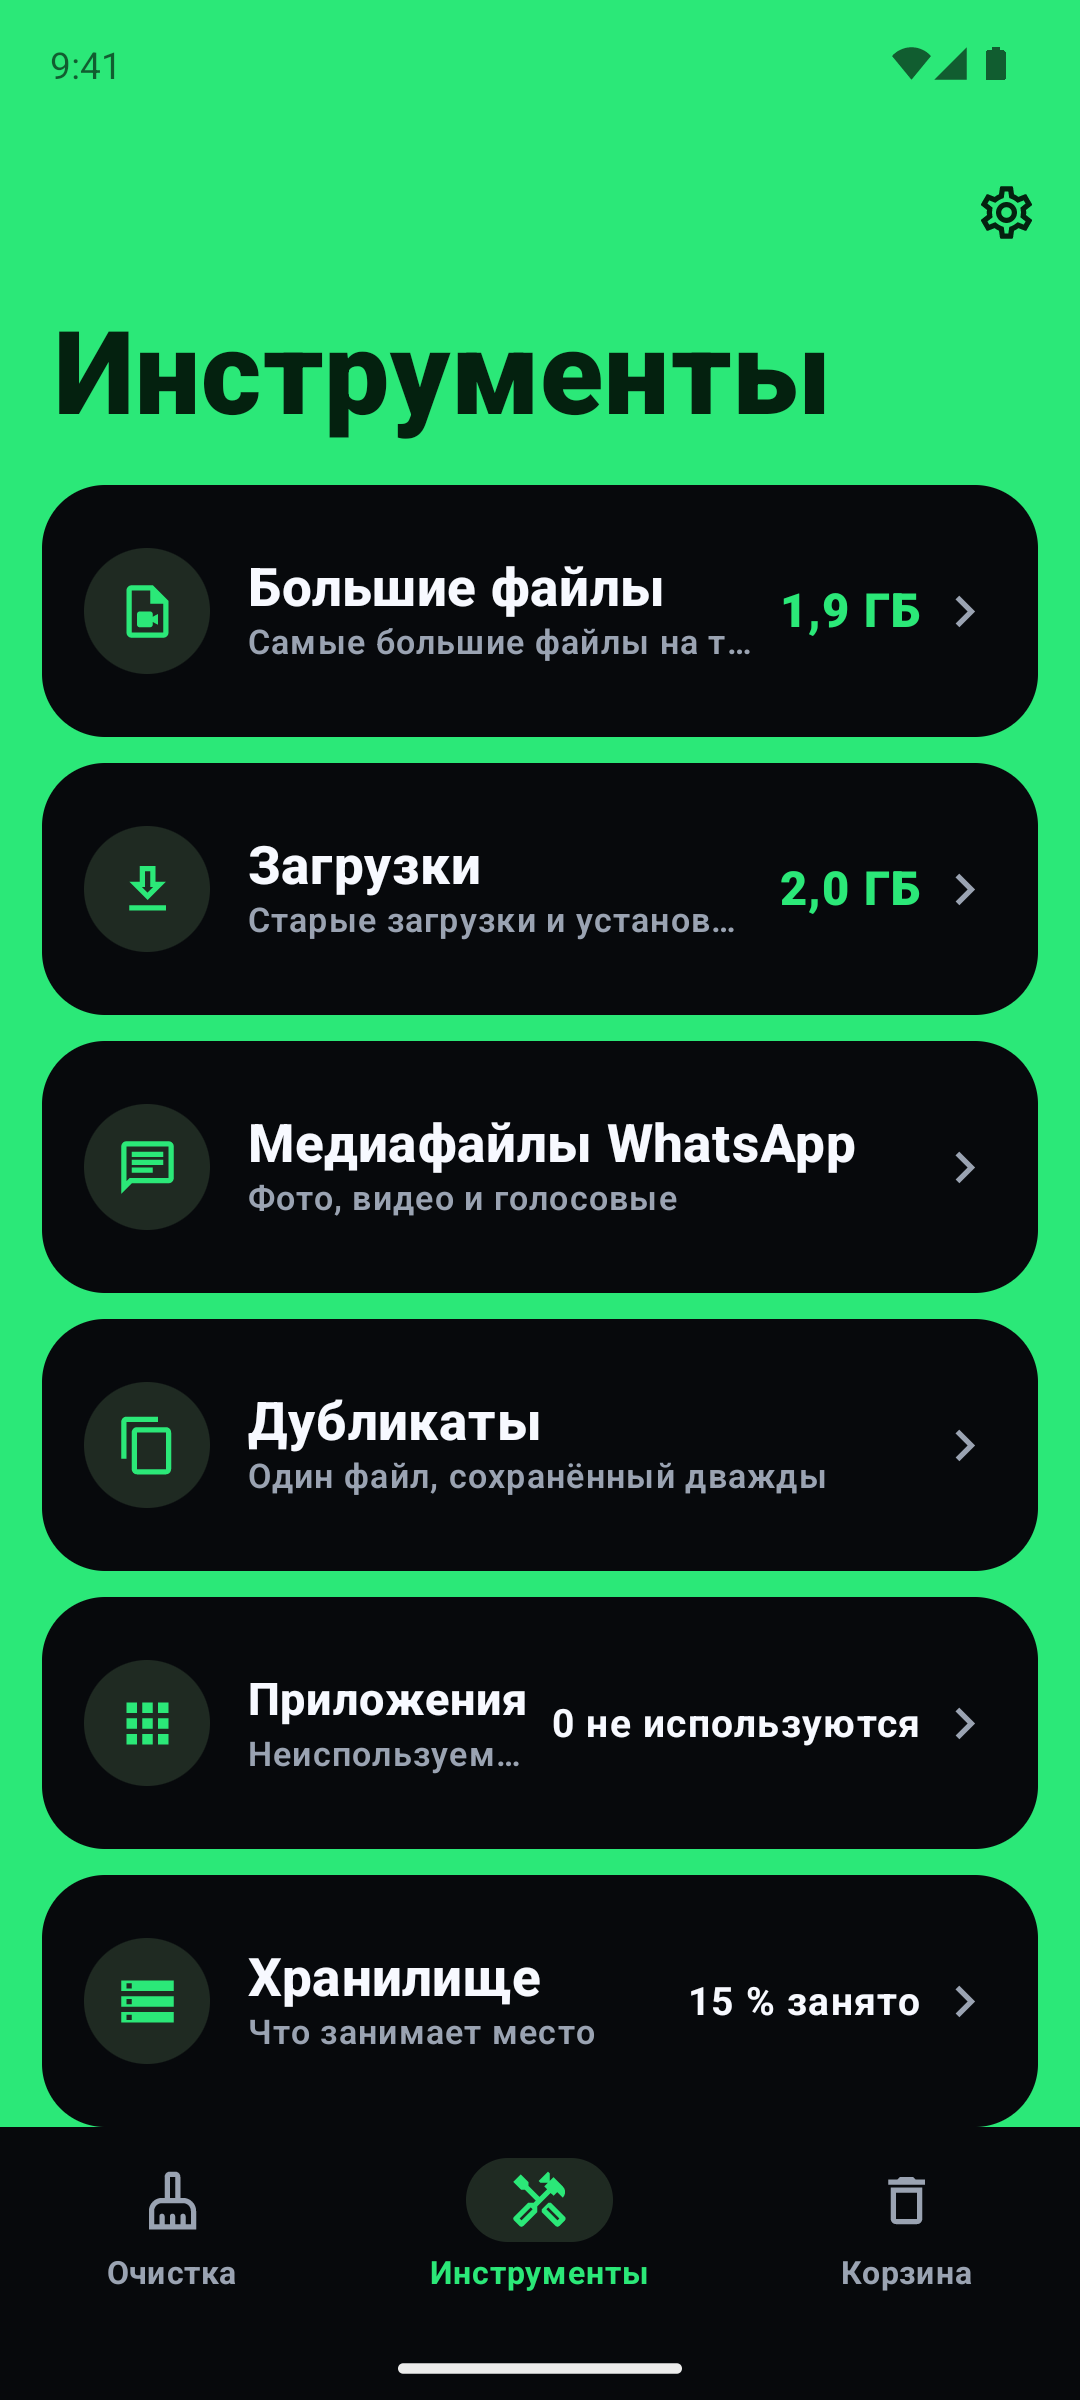 9:41
Инструменты
Большие файлы
Самые большие файлы на т…
1,9 ГБ
Загрузки
Старые загрузки и установ…
2,0 ГБ
Медиафайлы WhatsApp
Фото, видео и голосовые
Дубликаты
Один файл, сохранённый дважды
Приложения
Неиспользуем…
0 не используются
Хранилище
Что занимает место
15 % занято
Очистка
Инструменты
Корзина